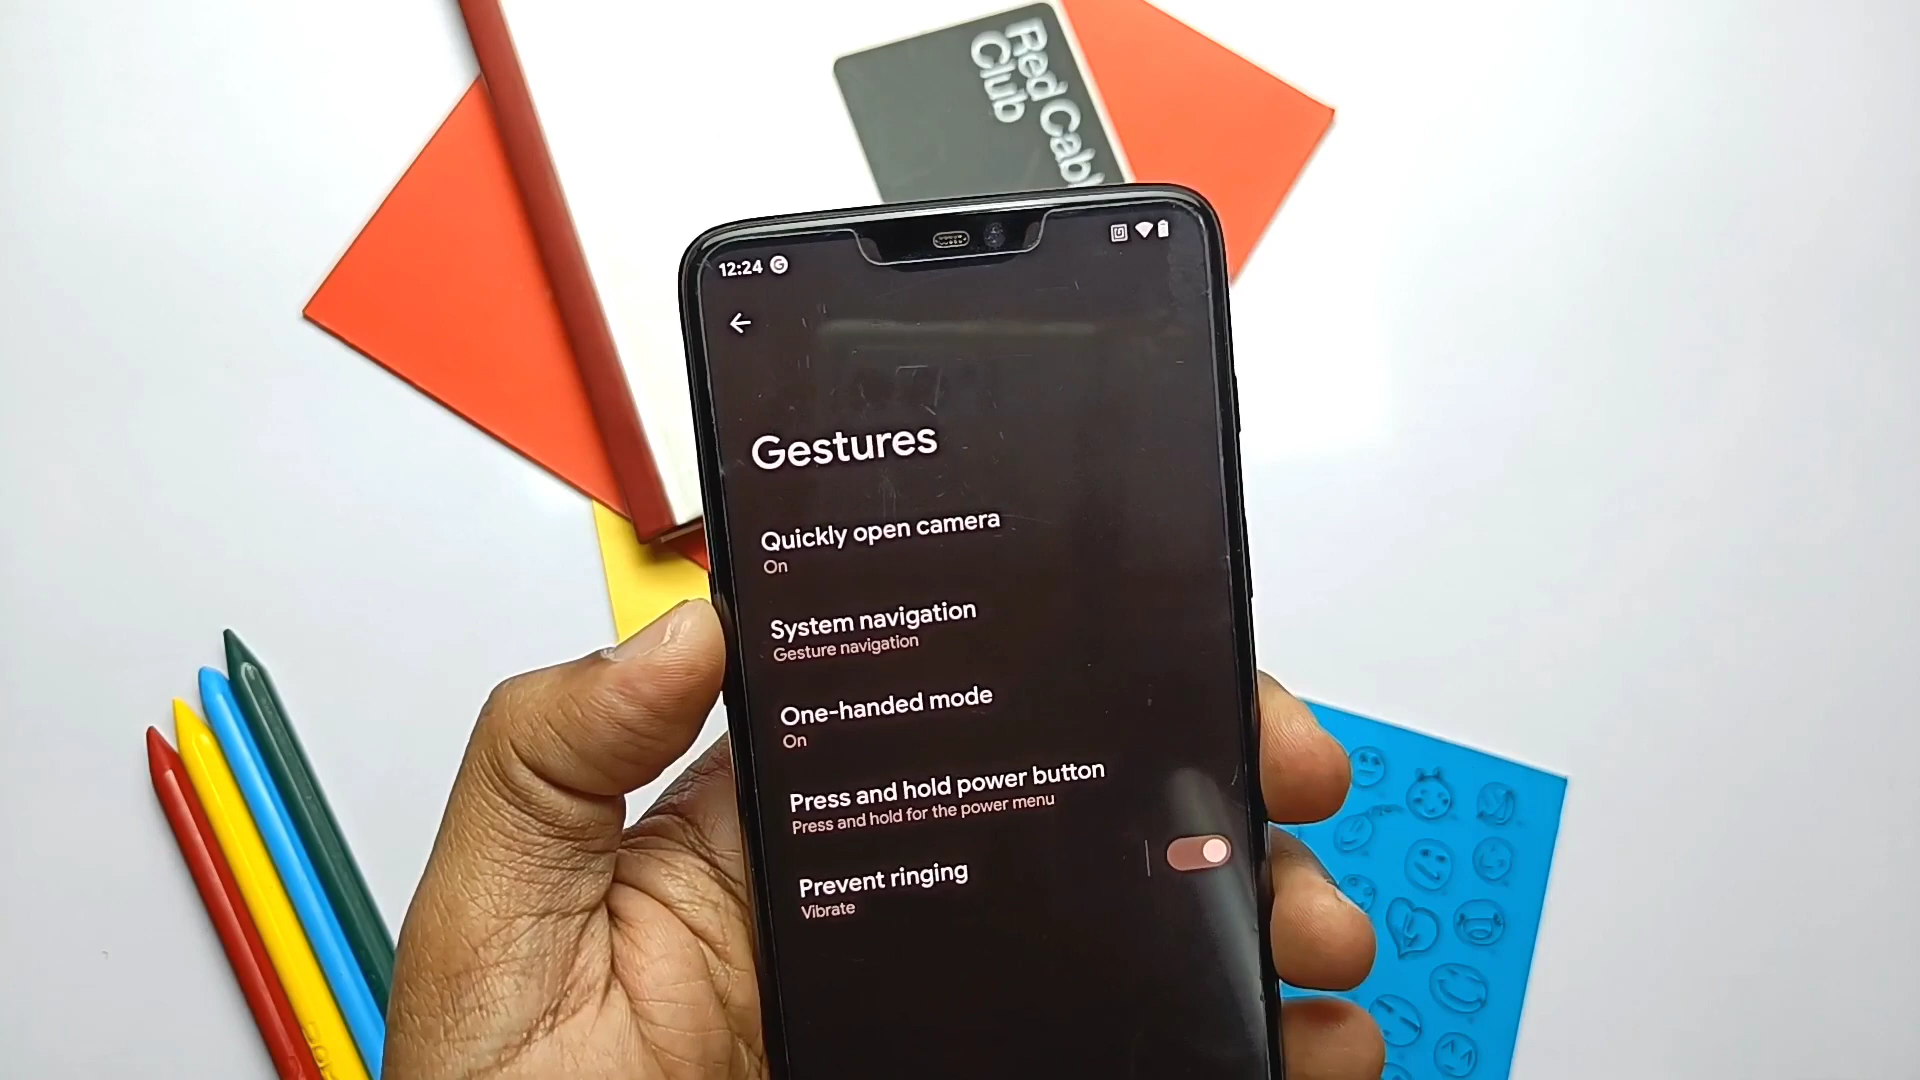 Red Cabl
Club
12:24
Gestures
Quickly open camera
On
System navigation
Gesture navigation
One-handed mode
On
Press and hold power button
Press and hold for the power menu
Prevent ringing
Vibrate